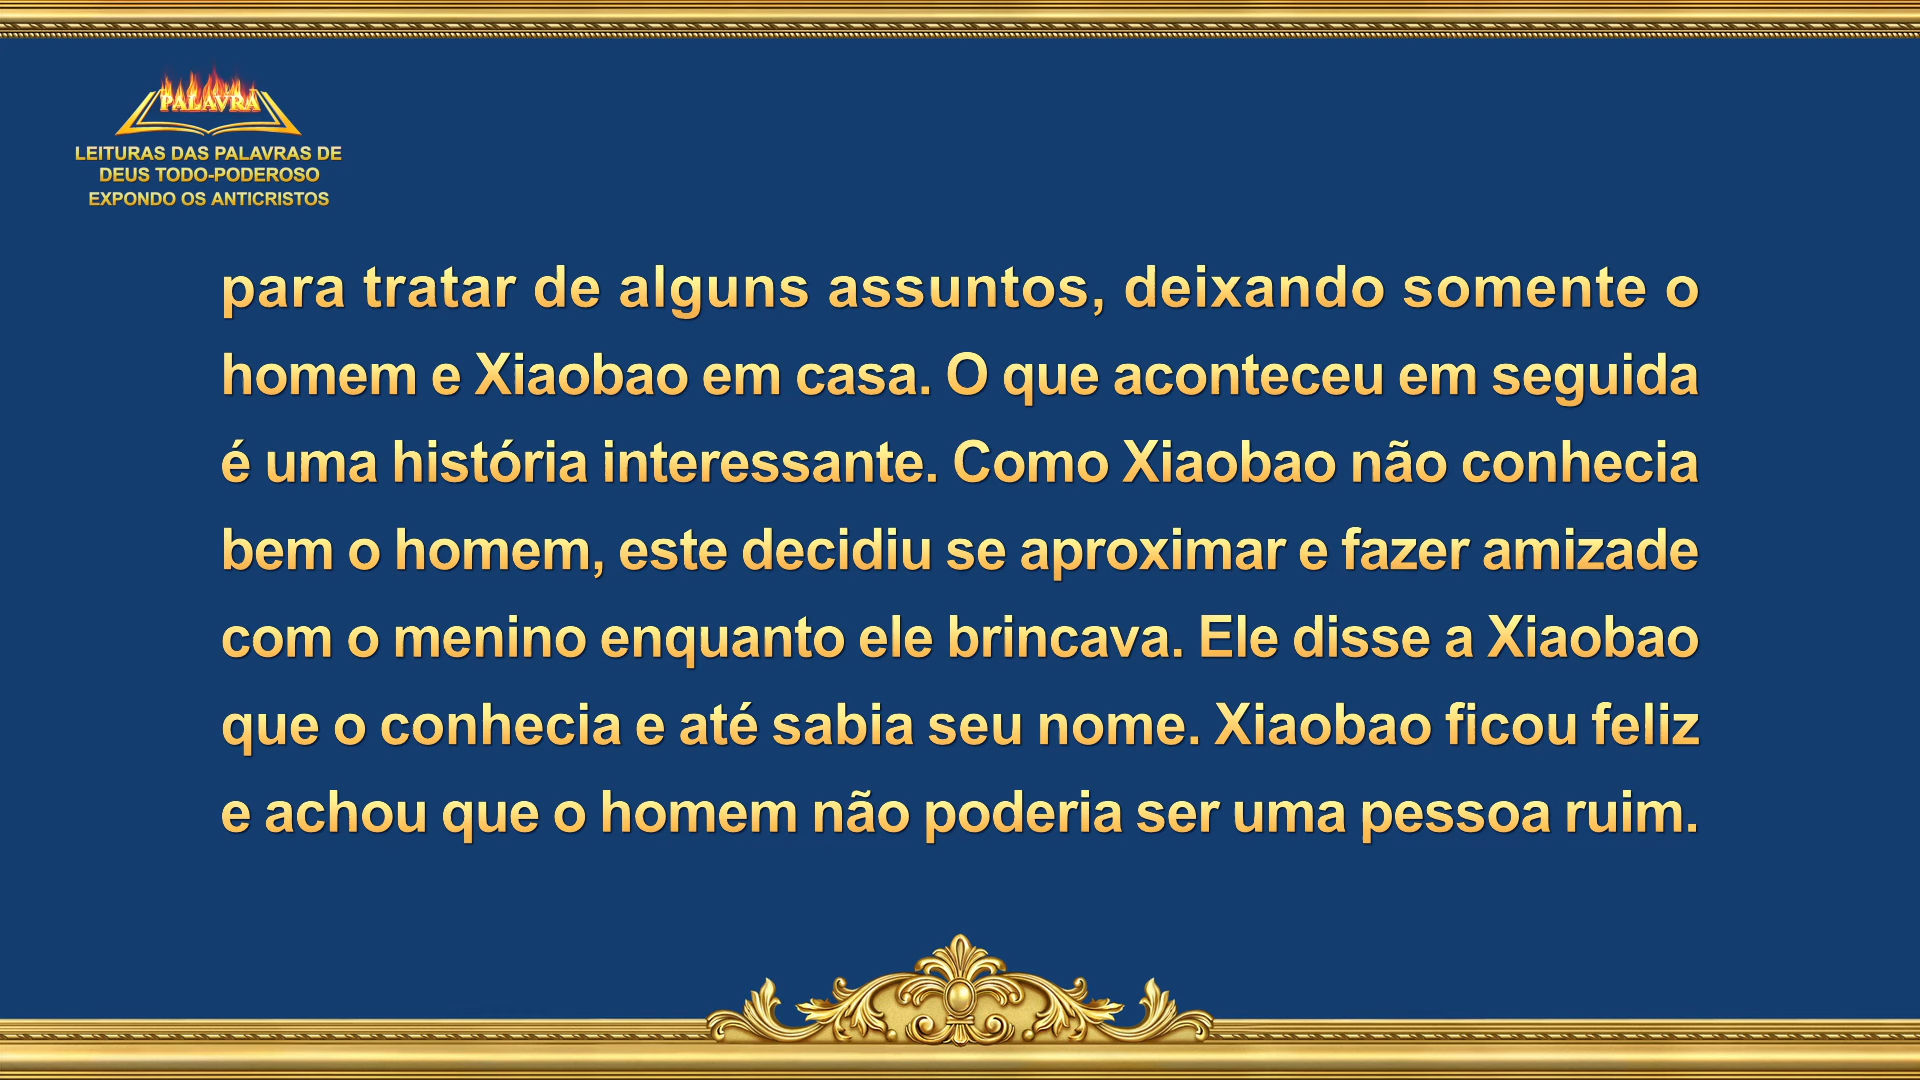 PALAVRA
LEITURAS DAS PALAVRAS DE
DEUS TODO-PODEROSO
EXPONDO OS ANTICRISTOS
para tratar de alguns assuntos, deixando somente o
homem e Xiaobao em casa. O que aconteceu em seguida
é uma história interessante. Como Xiaobao não conhecia
bem o homem, este decidiu se aproximar e fazer amizade
com o menino enquanto ele brincava. Ele disse a Xiaobao
que o conhecia e até sabia seu nome. Xiaobao ficou feliz
e achou que o homem não poderia ser uma pessoa ruim.